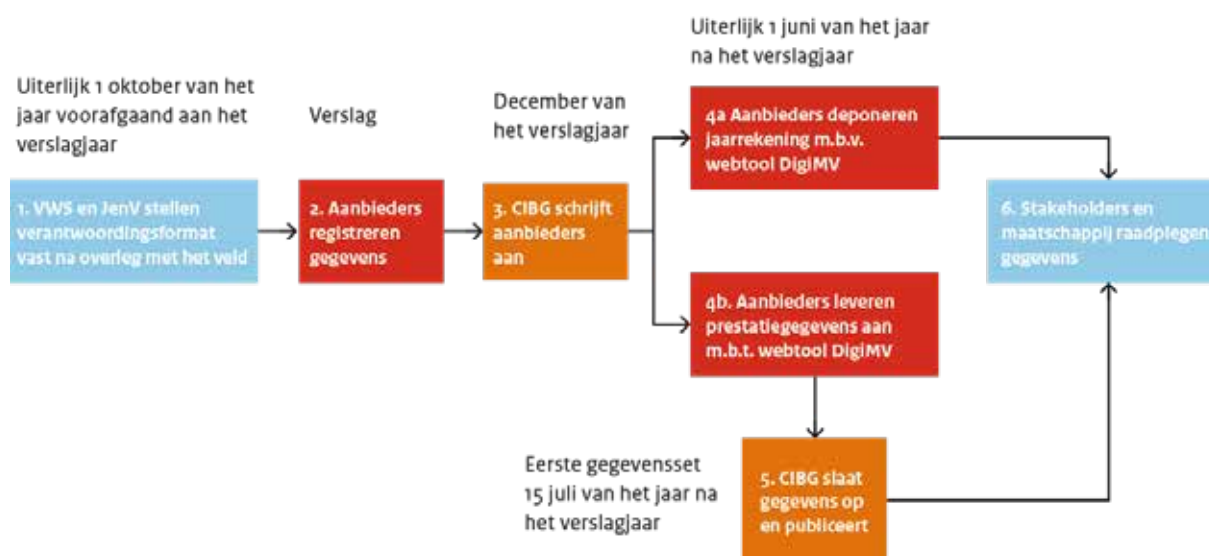 Uiterlijk 1 oktober van het
jaar voorafgaand aan het
verslagjaar
1. VWS en JenV stellen
verantwoordingsformat
vast na overleg met het veld
Verslag
2. Aanbieders
registreren
gegevens
December van
het verslagjaar
3. CIBG schrijft
aanbieders
aan
Uiterlijk 1 juni van het jaar
na het verslagjaar
4a Aanbieders deponeren
jaarrekening m.b.v.
webtool DigiMV
4b. Aanbieders leveren
prestatiegegevens aan
m.b.t. webtool DigiMV
Eerste gegevensset
15 juli van het jaar na
het verslagjaar
5. CIBG slaat
gegevens op
en publiceert
6. Stakeholders en
maatschappij raadplegen
gegevens